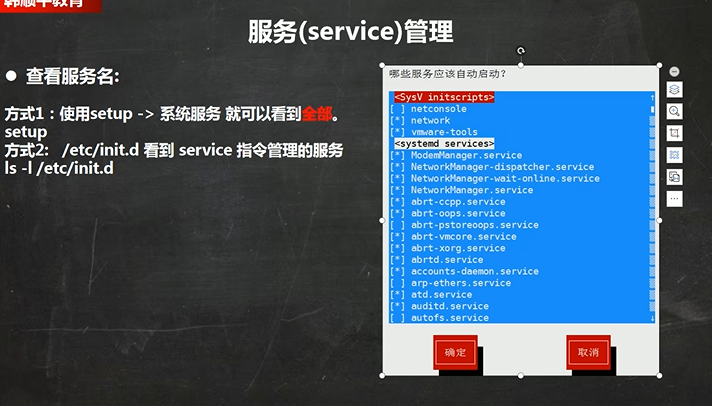 韩顺平教育
服务(service)管理
● 查看服务名:
方式1：使用setup -> 系统服务 就可以看到全部。
setup
方式2: /etc/init.d 看到 service 指令管理的服务
ls -l /etc/init.d
哪些服务应该自动启动?
<SysV initscripts>
[ ] netconsole
[*] network
[*] vmware-tools
<systemd services>
[*] ModemManager.service
[*] NetworkManager-dispatcher.service
[*] NetworkManager-wait-online.service
[*] NetworkManager.service
[*] abrt-ccpp.service
[*] abrt-oops.service
[ ] abrt-pstoreoops.service
[*] abrt-vmcore.service
[*] abrt-xorg.service
[*] abrtd.service
[*] accounts-daemon.service
[ ] arp-ethers.service
[*] atd.service
[*] auditd.service
[ ] autofs.service
确定
取消